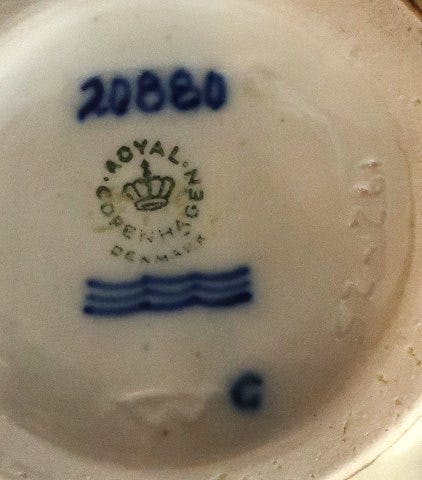 20880
ROYAL
COPENHAGEN
DENMARK
G